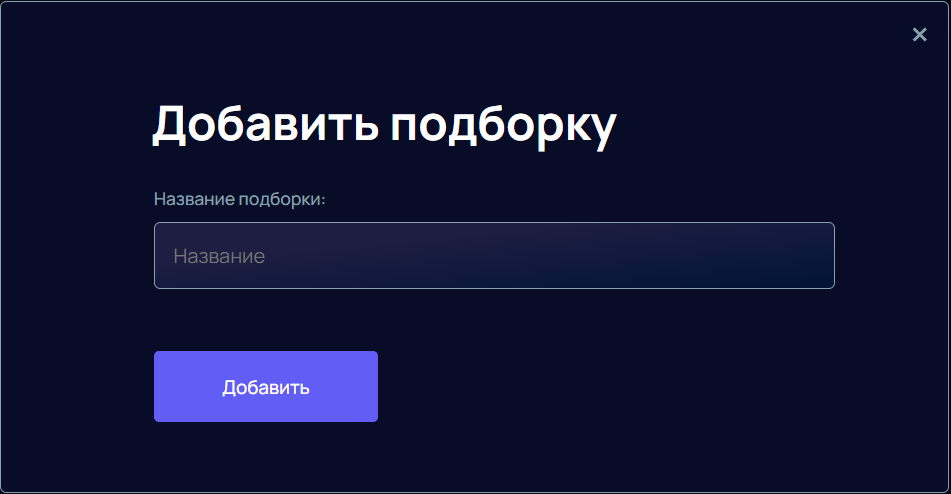 Добавить подборку
Название подборки:
Название
Добавить